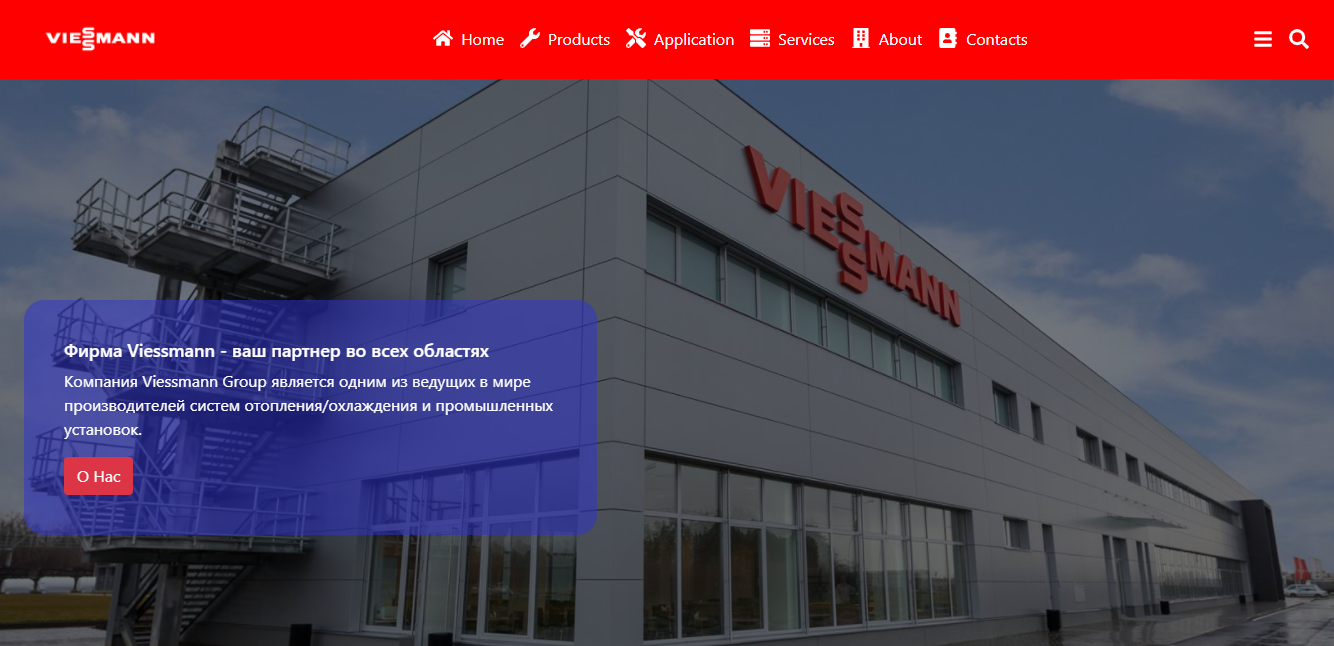 VIESSMANN
Home Products Application Services About Contacts
VIESSMANN
Фирма Viessmann - ваш партнер во всех областях
Компания Viessmann Group является одним из ведущих в мире
производителей систем отопления/охлаждения и промышленных
установок.
О Нас